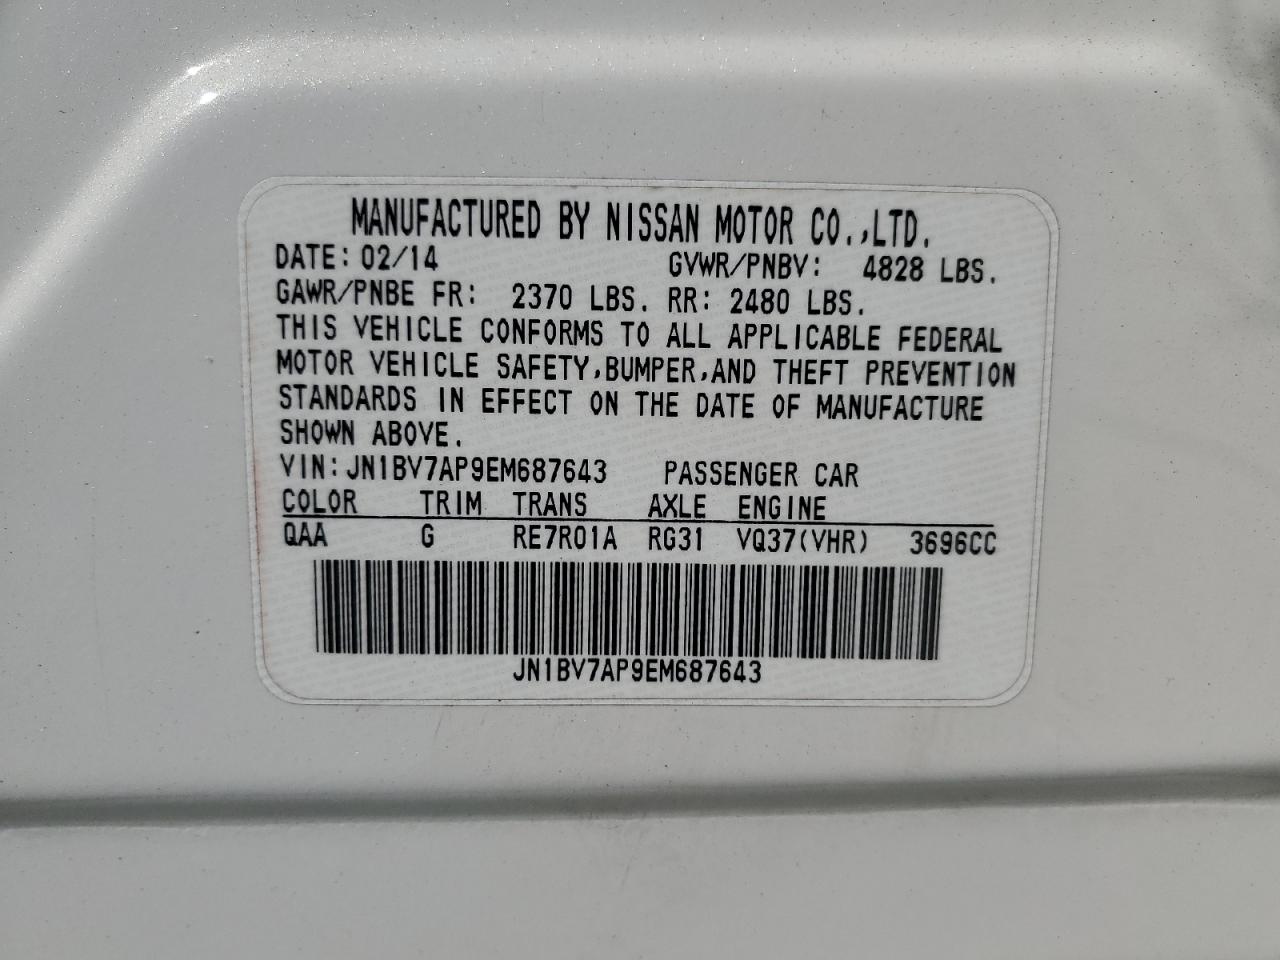 MANUFACTURED BY NISSAN MOTOR CO.,LTD.
DATE: 02/14 GVWR/PNBV: 4828 LBS.
GAWR/PNBE FR: 2370 LBS. RR: 2480 LBS.
THIS VEHICLE CONFORMS TO ALL APPLICABLE FEDERAL
MOTOR VEHICLE SAFETY,BUMPER,AND THEFT PREVENTION
STANDARDS IN EFFECT ON THE DATE OF MANUFACTURE
SHOWN ABOVE.
VIN:JN1BV7AP9EM687643 PASSENGER CAR
COLOR TRIM TRANS AXLE ENGINE
QAA G RE7R01A RG31 VQ37(VHR) 3696CC
JN1BV7AP9EM687643